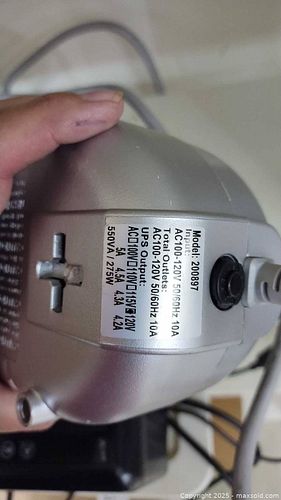 Model: 200897
Input:
AC100-120V 50/60Hz 10A
Total Outlets:
AC100-120V 50/60Hz 10A
UPS Output:
AC□100V□110V□115V■120V
5A 4.5A 4.3A 4.2A
550VA / 275W
Copyright 2025 - maxsold.com